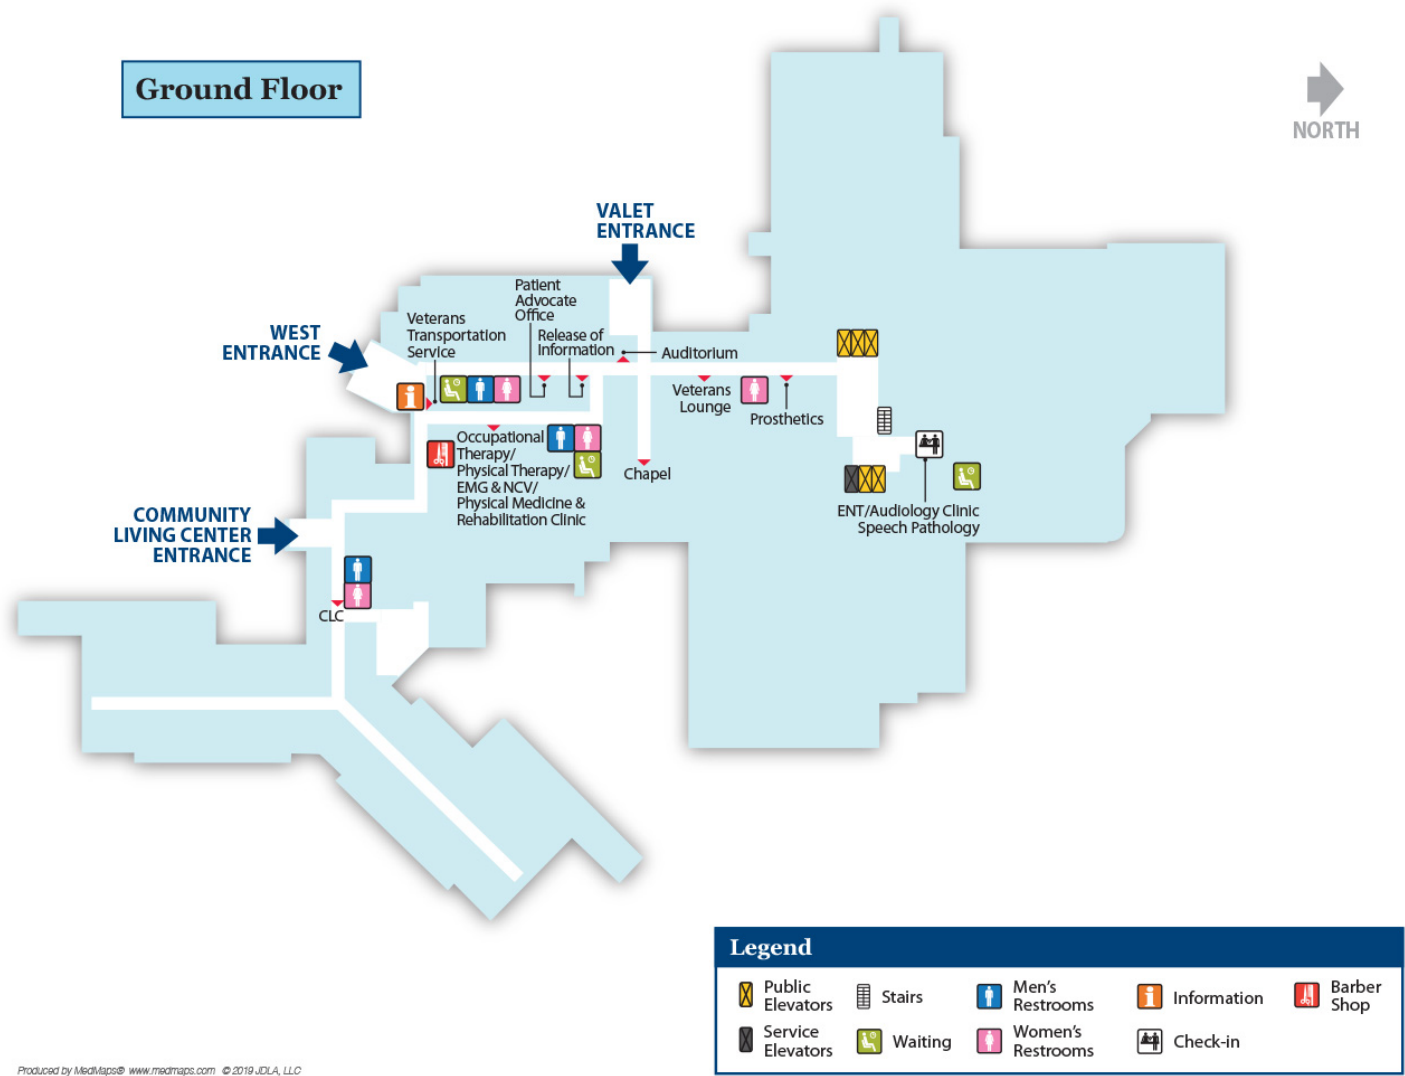 Ground Floor
NORTH
VALET
ENTRANCE
WEST
ENTRANCE
Patient
Advocate
Office
Veterans
Transportation
Service
Release of
Information
Auditorium
Veterans
Lounge
Prosthetics
Occupational
Therapy/
Physical Therapy/
EMG & NCV/
Physical Medicine &
Rehabilitation Clinic
Chapel
ENT/Audiology Clinic
Speech Pathology
COMMUNITY
LIVING CENTER
ENTRANCE
CLC
Legend
Public
Elevators
Stairs
Men's
Restrooms
Information
Barber
Shop
Service
Elevators
Waiting
Women's
Restrooms
Check-in
Produced by MedMaps® www.medmaps.com © 2019 JDLA, LLC